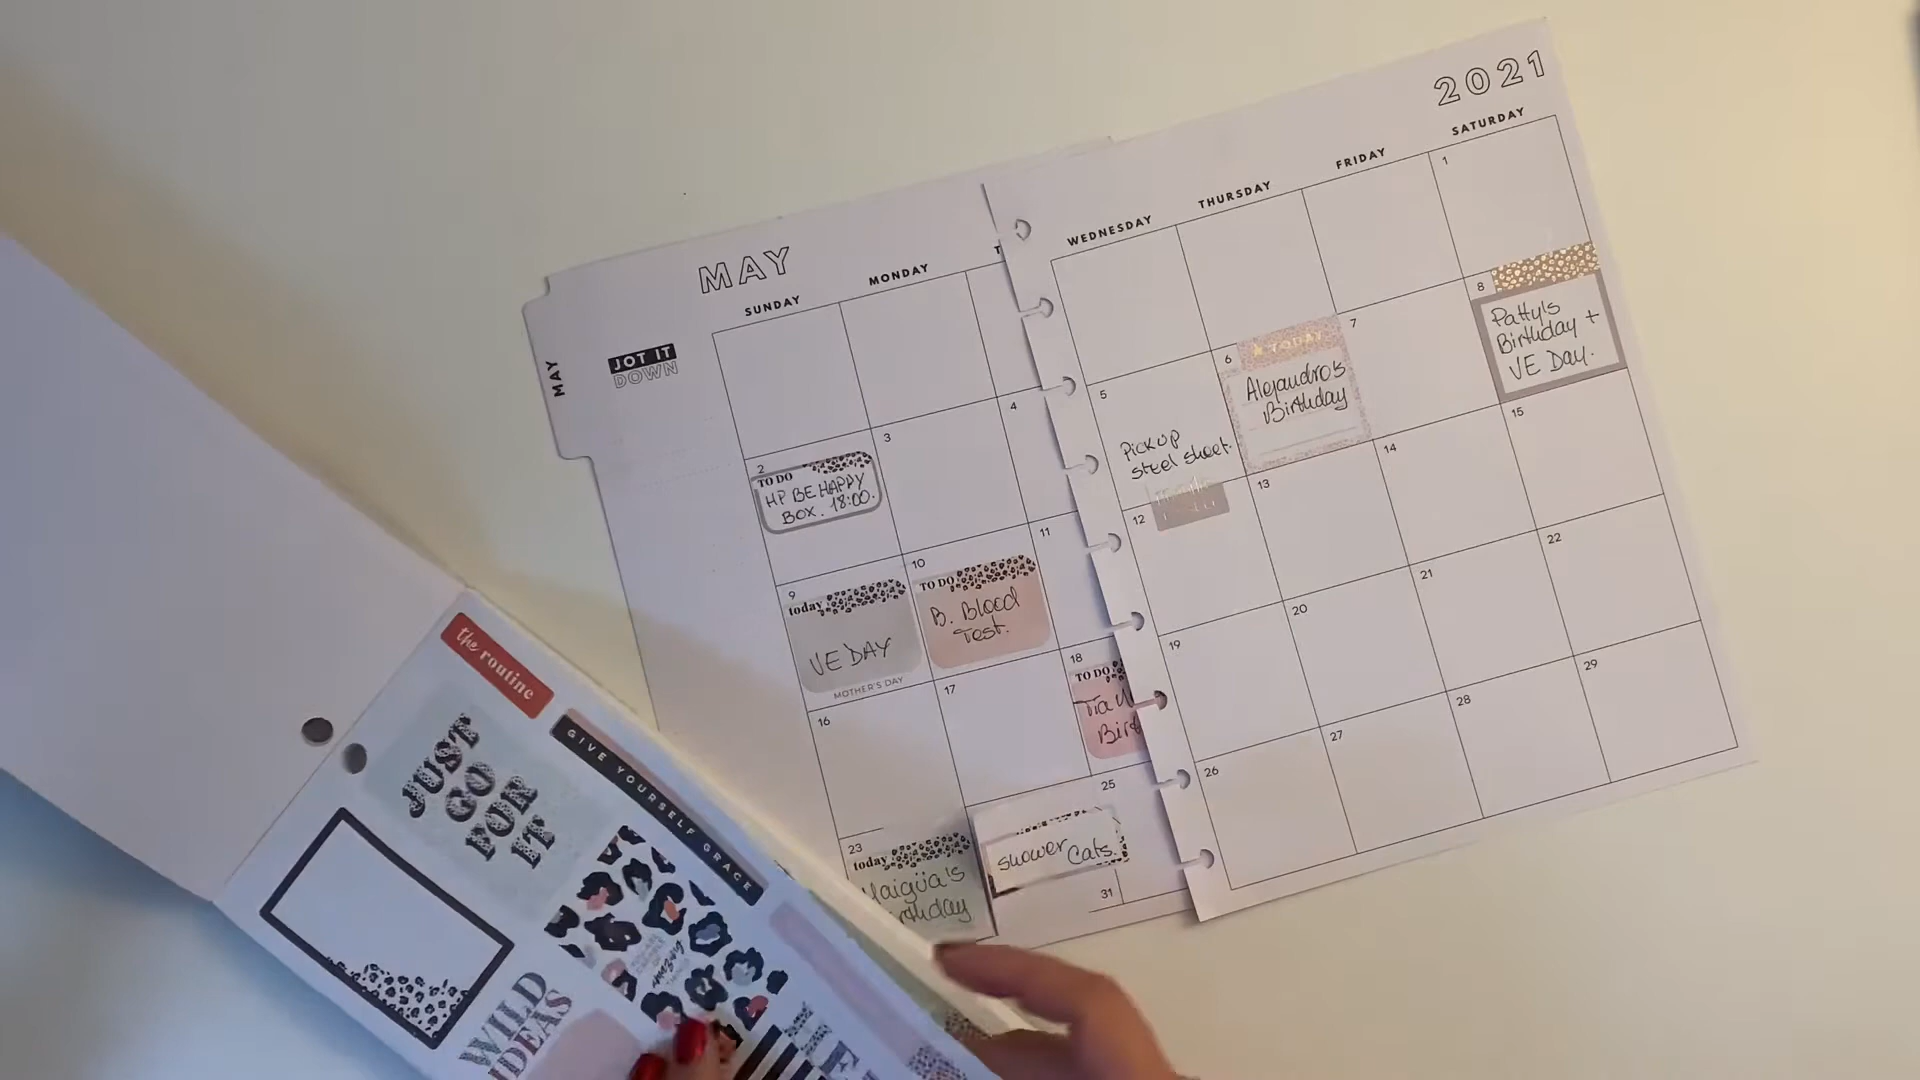 2021
MAY
SUNDAY
MONDAY
WEDNESDAY
THURSDAY
FRIDAY
SATURDAY
MAY
JOT IT
DOWN
1
2
TO DO
HP BE HAPPY
BOX. 18:00.
3
4
5
Pick up
steel sheet.
6
TODAY
Alejandro's
Birthday
7
8
Patty's
Birthday +
VE Day.
9
today
VE DAY
MOTHER'S DAY
10
TO DO
B. Blood
Test.
11
12
13
14
15
16
17
18
TO DO
Tia
19
20
21
22
23
today
25
shower
Cats.
26
27
28
29
31
the routine
JUST
GO
FOR
IT
GIVE YOURSELF GRACE
WILD
IDEAS